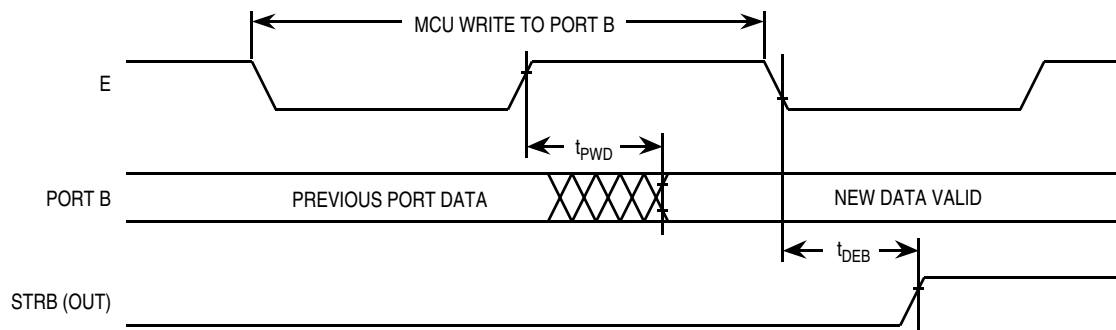 MCU WRITE TO PORT B
E
tPWD
PORT B
PREVIOUS PORT DATA
NEW DATA VALID
tDEB
STRB (OUT)